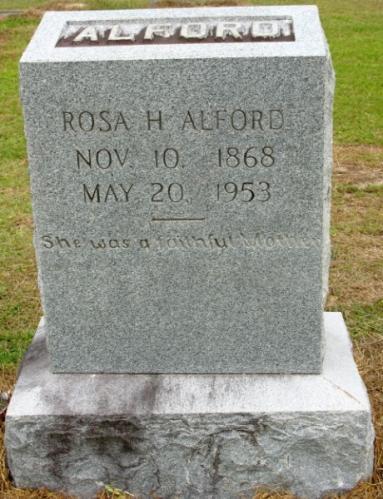 ALFORD
ROSA H ALFORD
NOV. 10, 1868
MAY 20, 1953
She was a faithful Mother